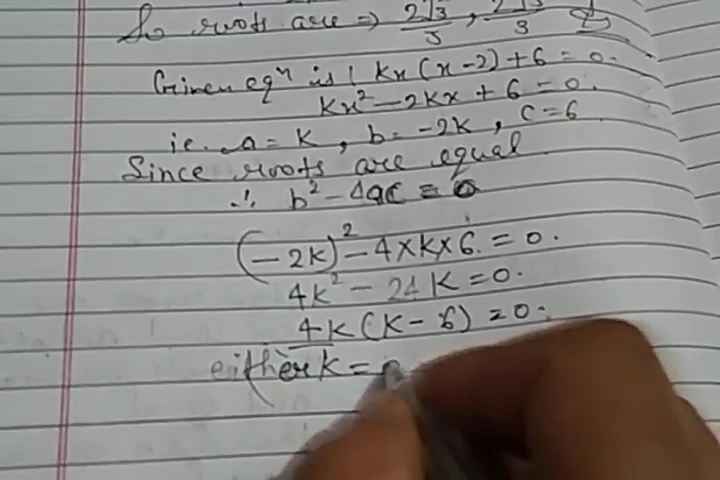 So roots are ⇒ 2√3/3, 2√3/3
Given eqⁿ is | Kx(x-2)+6=0.
Kx²-2Kx+6=0.
ie. a=K, b=-2K, c=6
Since roots are equal
∴ b²-4ac=0
(-2K)²-4×K×6.=0.
4K²-24K=0.
4K(K-6)=0.
either K=